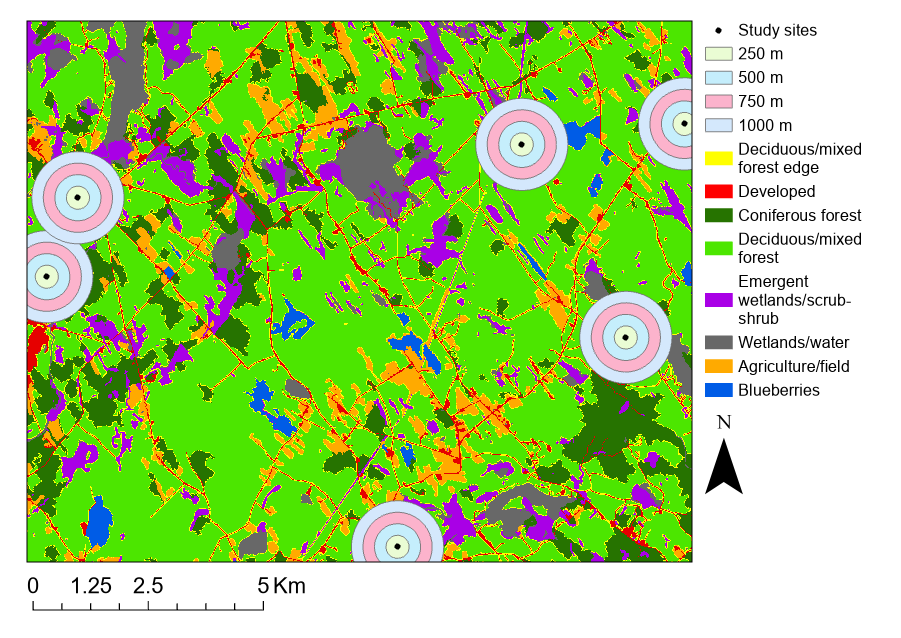 Study sites
250 m
500 m
750 m
1000 m
Deciduous/mixed
forest edge
Developed
Coniferous forest
Deciduous/mixed
forest
Emergent
wetlands/scrub-
shrub
Wetlands/water
Agriculture/field
Blueberries
N
0 1.25 2.5 5 Km